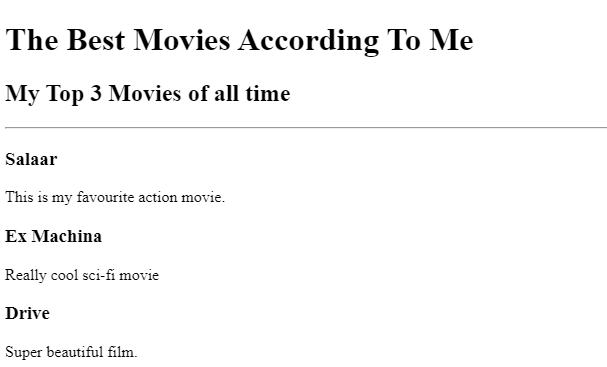 The Best Movies According To Me
My Top 3 Movies of all time
Salaar
This is my favourite action movie.
Ex Machina
Really cool sci-fi movie
Drive
Super beautiful film.